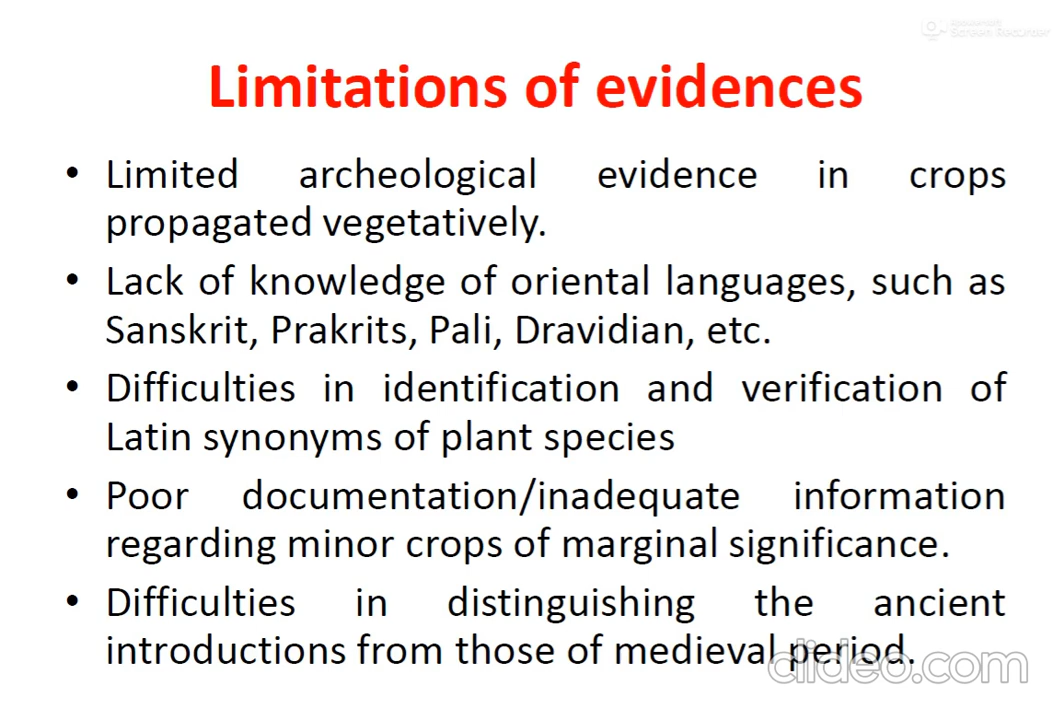 Apowersoft
Screen Recorder
Limitations of evidences
• Limited archeological evidence in crops
propagated vegetatively.
• Lack of knowledge of oriental languages, such as
Sanskrit, Prakrits, Pali, Dravidian, etc.
• Difficulties in identification and verification of
Latin synonyms of plant species
• Poor documentation/inadequate information
regarding minor crops of marginal significance.
• Difficulties in distinguishing the ancient
introductions from those of medieval period.
clideo.com